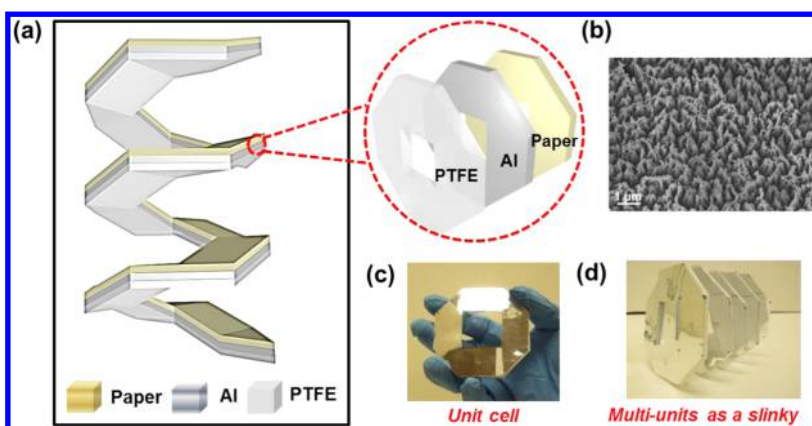 (a)
PTFE
Al
Paper
Paper
Al
PTFE
(b)
1 μm
(c)
Unit cell
(d)
Multi-units as a slinky